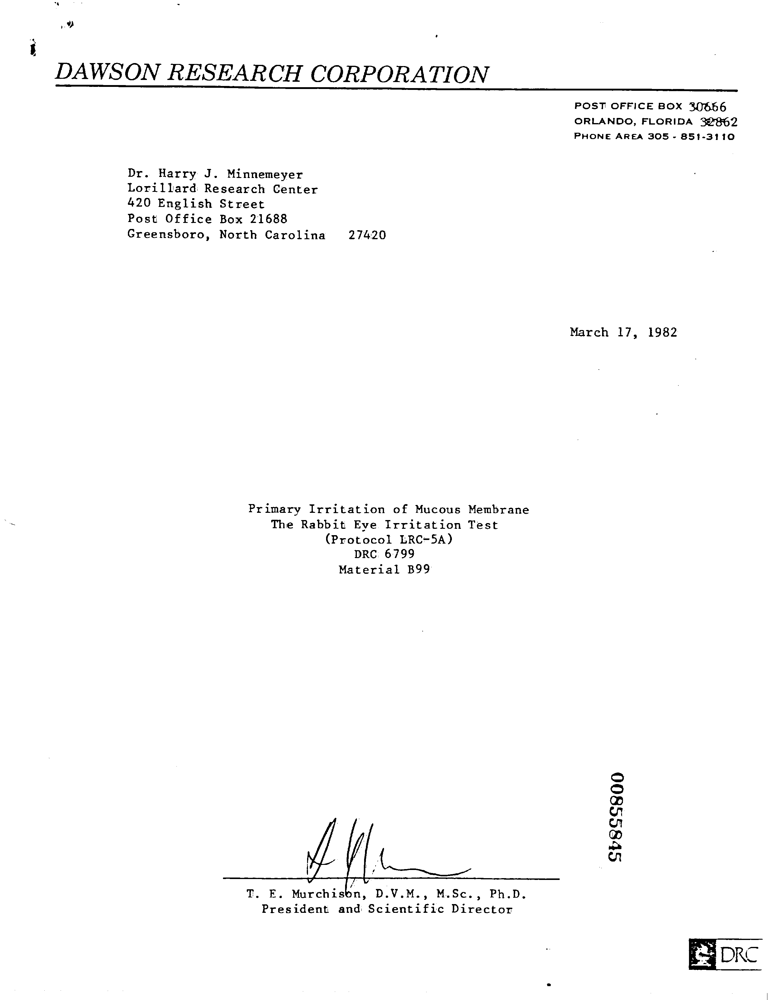 DAWSON RESEARCH CORPORATION
POST OFFICE BOX
ORLANDO, FLORIDA
PHONE AREA 305 - 851-3110
Dr. Harry J. Minnemeyer
Lorillard Research Center
420 English Street
Post Office Box 21688
Greensboro, North Carolina 27420
March 17, 1982
Primary Irritation of Mucous Membrane
The Rabbit Eye Irritation Test
(Protocol LRC-5A)
DRC 6799
Material B99
00855845
T. E. Murchison, D.V.M., M.Sc., Ph.D.
President and Scientific Director
DRC